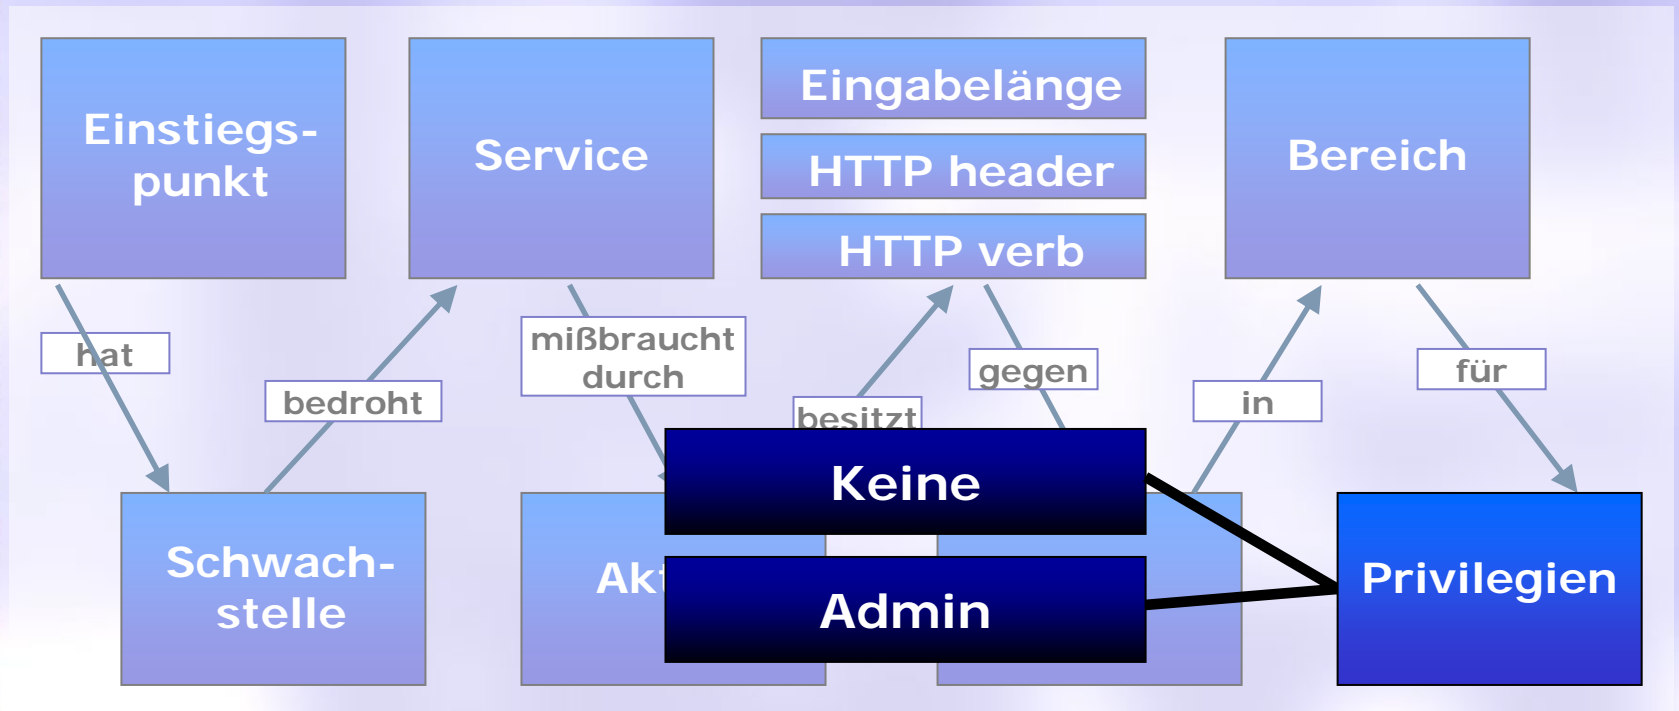 Einstiegs-
punkt
Service
Eingabelänge
HTTP header
HTTP verb
Bereich
hat
bedroht
mißbraucht
durch
besitzt
gegen
in
für
Schwach-
stelle
Keine
Admin
Privilegien